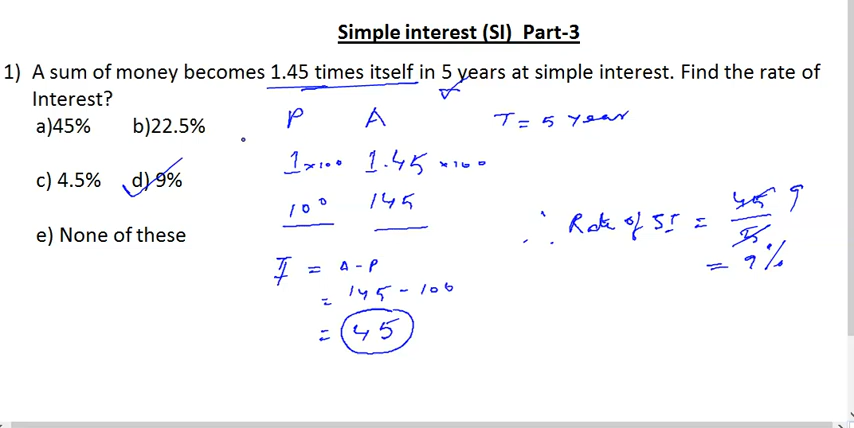 Simple interest (SI) Part-3
1) A sum of money becomes 1.45 times itself in 5 years at simple interest. Find the rate of
Interest?
a)45% b)22.5%
c) 4.5% d) 9%
e) None of these
P A T = 5 year
1 × 100 1.45 × 100
100 145
I = A - P
= 145 - 100
= 45
∴ Rate of SI = 45/5 9
= 9%